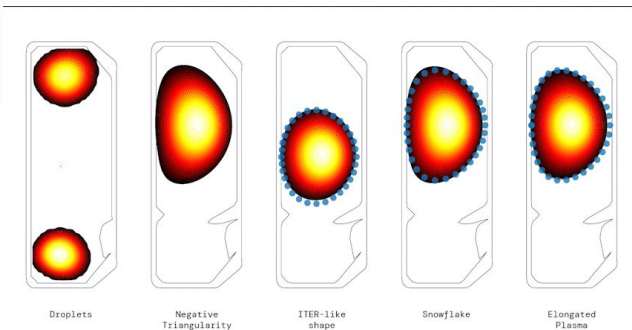 Droplets
Negative
Triangularity
ITER-like
shape
Snowflake
Elongated
Plasma